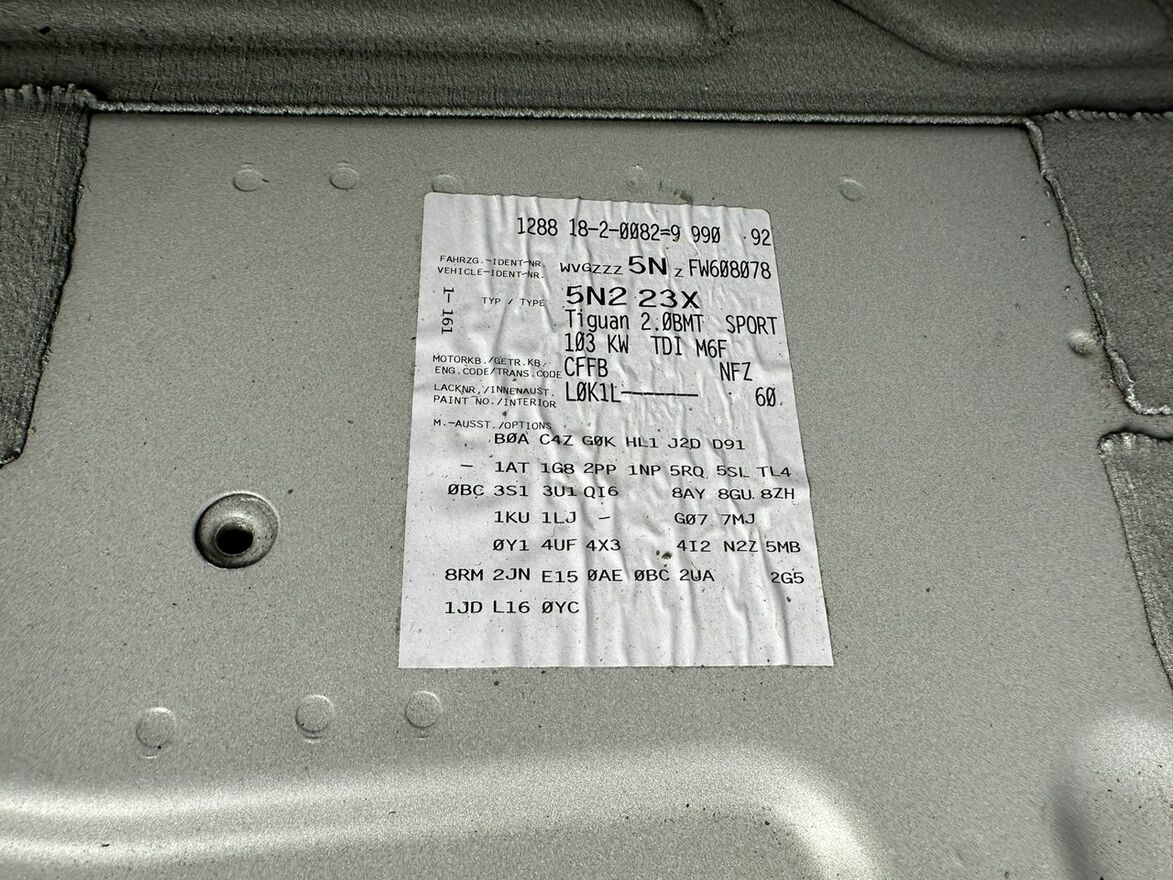 1288 18-2-0082=9 990 92
FAHRZG.-IDENT-NR.
VEHICLE-IDENT-NR. WVGZZZ 5N Z FW608078
1- 161
TYP / TYPE 5N2 23X
Tiguan 2.0BMT SPORT
103 KW TDI M6F
MOTORKB./GETR.KB.
ENG.CODE/TRANS.CODE CFFB NFZ
LACKNR./INNENAUST.
PAINT NO./INTERIOR L0K1L------- 60
M.-AUSST./OPTIONS
B0A C4Z G0K HL1 J2D D91
- 1AT 1G8 2PP 1NP 5RQ 5SL TL4
0BC 3S1 3U1 QI6 8AY 8GU 8ZH
1KU 1LJ - G07 7MJ
0Y1 4UF 4X3 4I2 N2Z 5MB
8RM 2JN E15 0AE 0BC 2UA 2G5
1JD L16 0YC